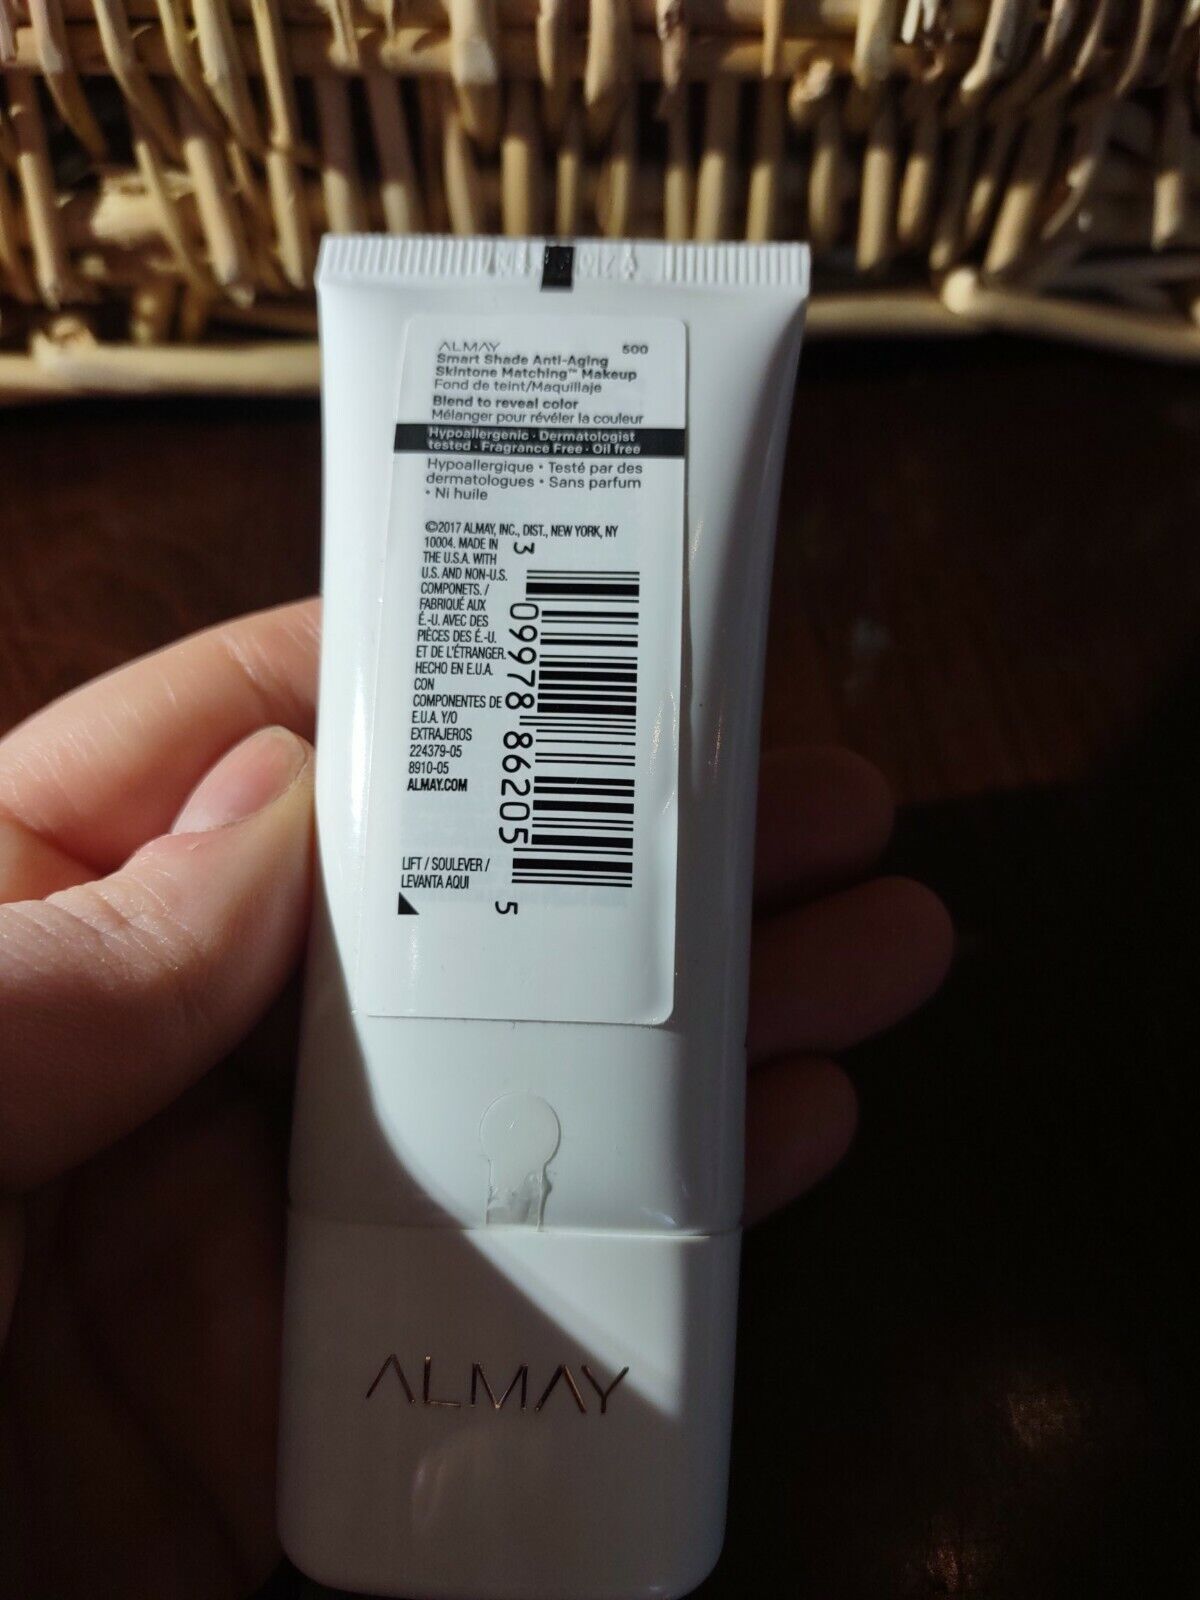 ALMAY 500
Smart Shade Anti-Aging
Skintone Matching™ Makeup
Fond de teint/Maquillaje
Blend to reveal color
Mélanger pour révéler la couleur
Hypoallergenic · Dermatologist
tested · Fragrance Free · Oil free
Hypoallergique • Testé par des
dermatologues • Sans parfum
• Ni huile
©2017 ALMAY, INC., DIST., NEW YORK, NY
10004. MADE IN
THE U.S.A. WITH
U.S. AND NON-U.S.
COMPONETS. /
FABRIQUÉ AUX
É.-U. AVEC DES
PIÈCES DES É.-U.
ET DE L'ÉTRANGER.
HECHO EN E.U.A.
CON
COMPONENTES DE
E.U.A. Y/O
EXTRAJEROS
224379-05
8910-05
ALMAY.COM
3 09978 86205 5
LIFT / SOULEVER /
LEVANTA AQUI
ALMAY